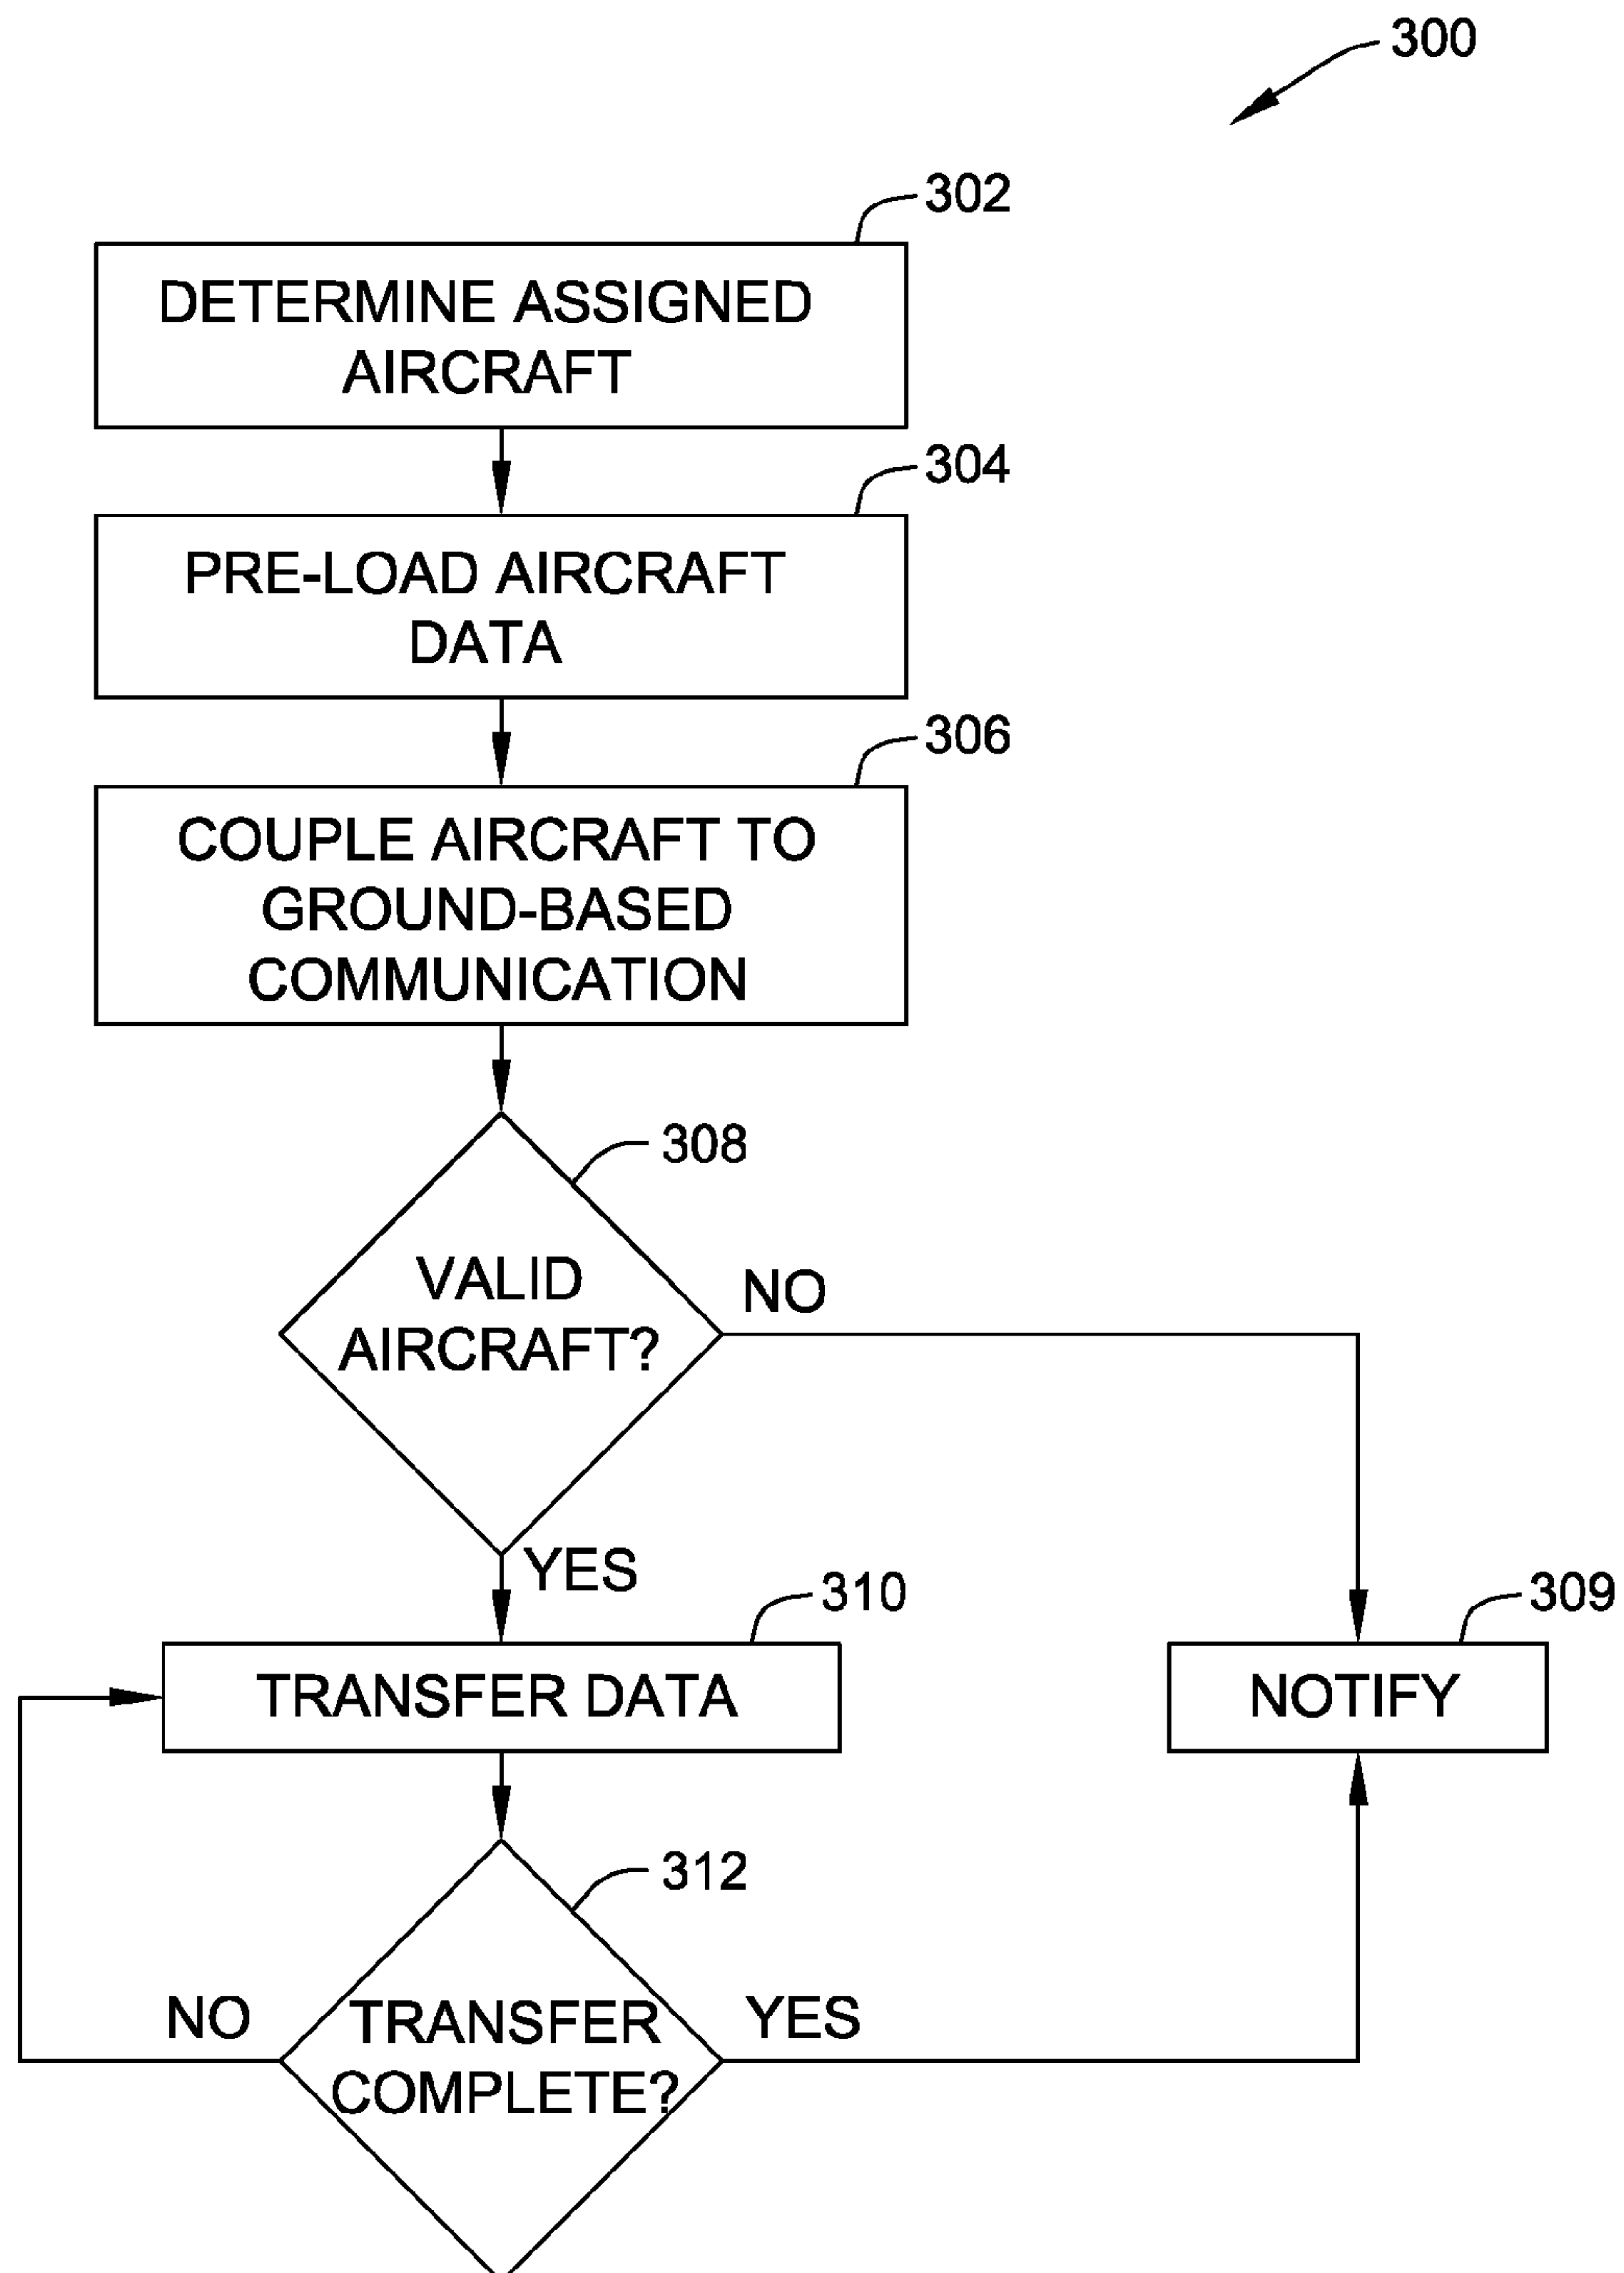 300
302
DETERMINE ASSIGNED
AIRCRAFT
304
PRE-LOAD AIRCRAFT
DATA
306
COUPLE AIRCRAFT TO
GROUND-BASED
COMMUNICATION
308
VALID
AIRCRAFT?
NO
YES
310
TRANSFER DATA
309
NOTIFY
312
NO
TRANSFER
COMPLETE?
YES